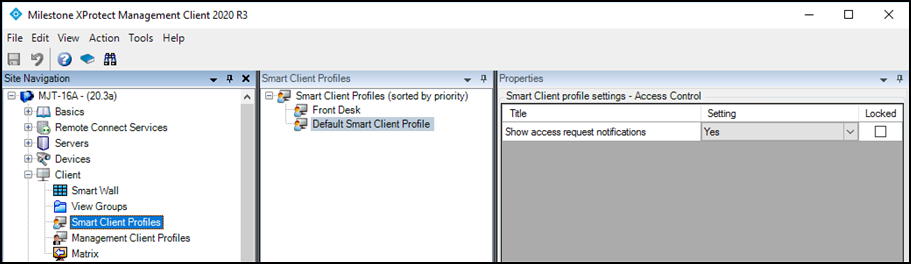 Milestone XProtect Management Client 2020 R3
File Edit View Action Tools Help
Site Navigation
MJT-16A - (20.3a)
Basics
Remote Connect Services
Servers
Devices
Client
Smart Wall
View Groups
Smart Client Profiles
Management Client Profiles
Matrix
Smart Client Profiles
Smart Client Profiles (sorted by priority)
Front Desk
Default Smart Client Profile
Properties
Smart Client profile settings - Access Control
Title Setting Locked
Show access request notifications Yes